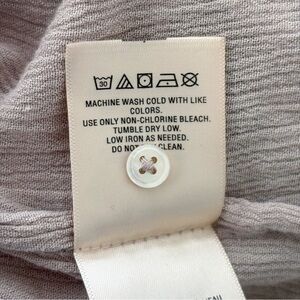 30
MACHINE WASH COLD WITH LIKE
COLORS.
USE ONLY NON-CHLORINE BLEACH.
TUMBLE DRY LOW.
LOW IRON AS NEEDED.
DO NOT CLEAN.